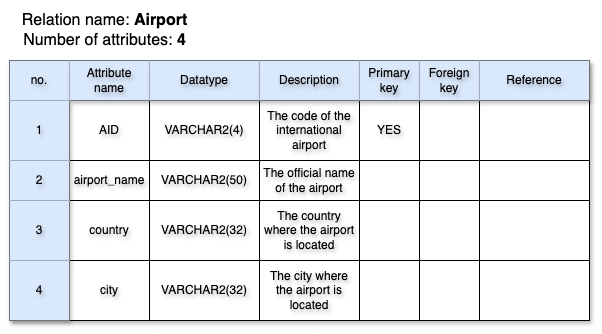 Relation name: Airport
Number of attributes: 4
no. Attribute name Datatype Description Primary key Foreign key Reference
1 AID VARCHAR2(4) The code of the international airport YES
2 airport_name VARCHAR2(50) The official name of the airport
3 country VARCHAR2(32) The country where the airport is located
4 city VARCHAR2(32) The city where the airport is located